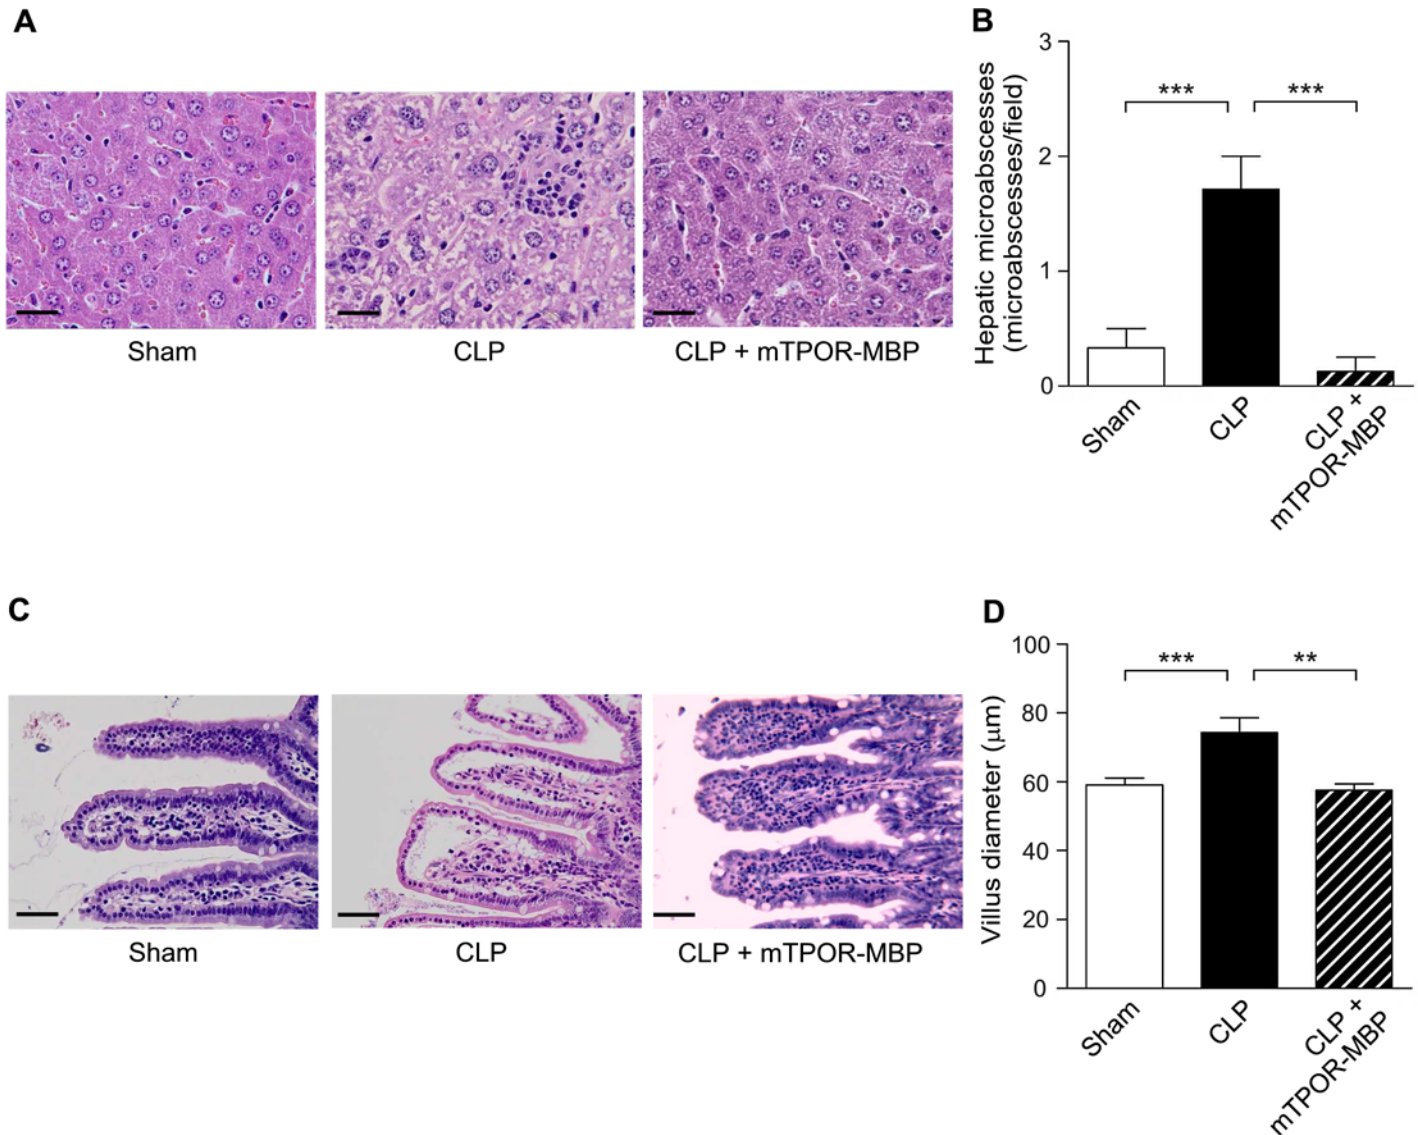 A
Sham
CLP
CLP + mTPOR-MBP
B
Hepatic microabscesses
(microabscesses/field)
3
2
1
0
***
***
Sham
CLP
CLP +
mTPOR-MBP
C
Sham
CLP
CLP + mTPOR-MBP
D
Villus diameter (μm)
100
80
60
40
20
0
***
**
Sham
CLP
CLP +
mTPOR-MBP